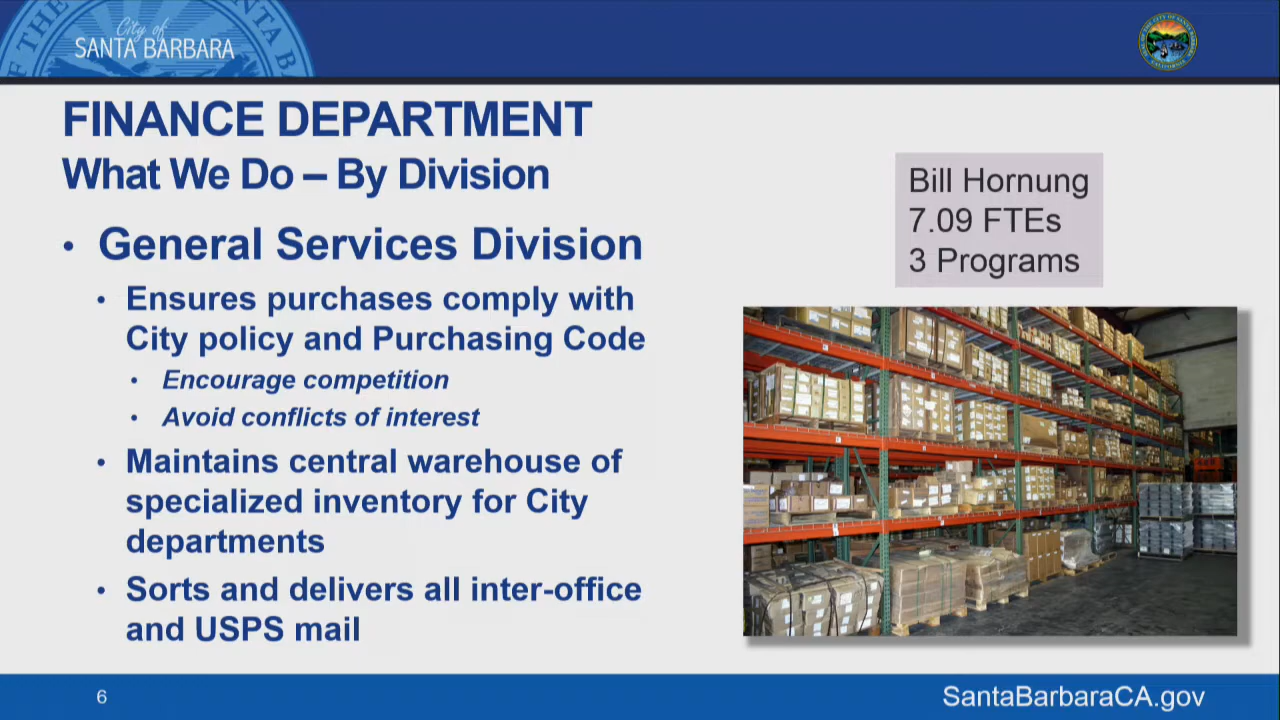 City of
SANTA BARBARA
FINANCE DEPARTMENT
What We Do – By Division
Bill Hornung
7.09 FTEs
3 Programs
• General Services Division
• Ensures purchases comply with
City policy and Purchasing Code
• Encourage competition
• Avoid conflicts of interest
• Maintains central warehouse of
specialized inventory for City
departments
• Sorts and delivers all inter-office
and USPS mail
6
SantaBarbaraCA.gov